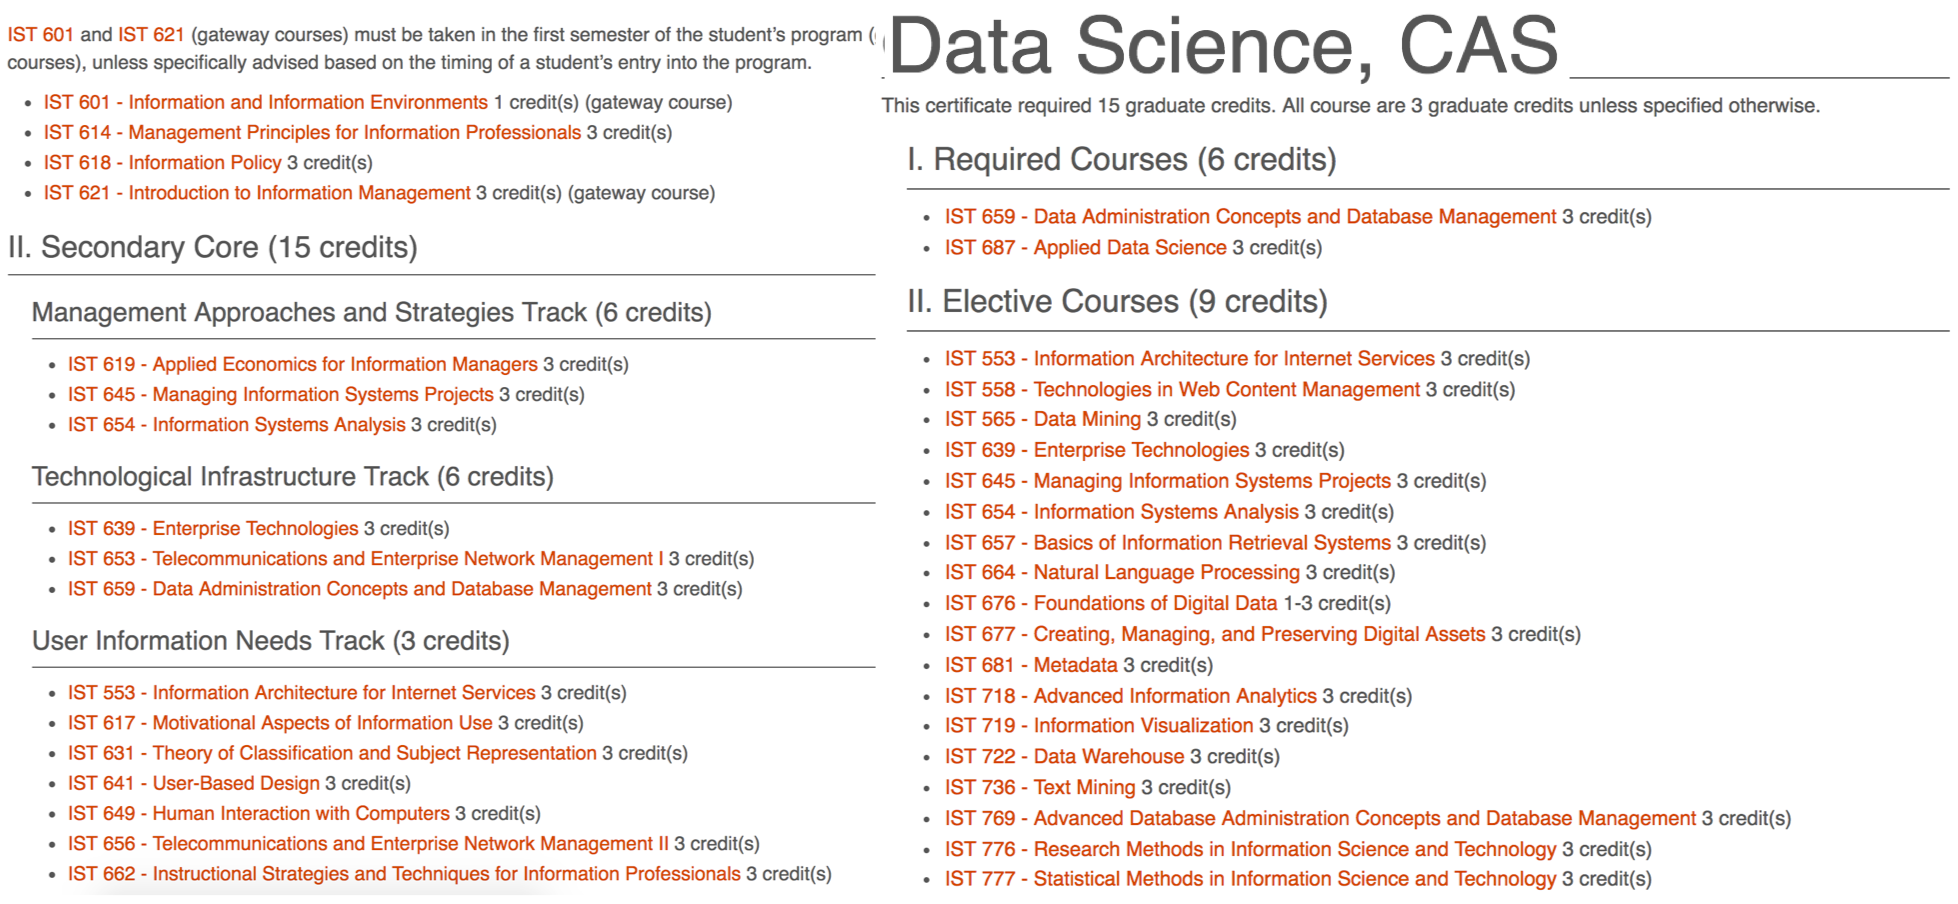 IST 601 and IST 621 (gateway courses) must be taken in the first semester of the student's program (
courses), unless specifically advised based on the timing of a student's entry into the program.
• IST 601 - Information and Information Environments 1 credit(s) (gateway course)
• IST 614 - Management Principles for Information Professionals 3 credit(s)
• IST 618 - Information Policy 3 credit(s)
• IST 621 - Introduction to Information Management 3 credit(s) (gateway course)
II. Secondary Core (15 credits)
Management Approaches and Strategies Track (6 credits)
• IST 619 - Applied Economics for Information Managers 3 credit(s)
• IST 645 - Managing Information Systems Projects 3 credit(s)
• IST 654 - Information Systems Analysis 3 credit(s)
Technological Infrastructure Track (6 credits)
• IST 639 - Enterprise Technologies 3 credit(s)
• IST 653 - Telecommunications and Enterprise Network Management I 3 credit(s)
• IST 659 - Data Administration Concepts and Database Management 3 credit(s)
User Information Needs Track (3 credits)
• IST 553 - Information Architecture for Internet Services 3 credit(s)
• IST 617 - Motivational Aspects of Information Use 3 credit(s)
• IST 631 - Theory of Classification and Subject Representation 3 credit(s)
• IST 641 - User-Based Design 3 credit(s)
• IST 649 - Human Interaction with Computers 3 credit(s)
• IST 656 - Telecommunications and Enterprise Network Management II 3 credit(s)
• IST 662 - Instructional Strategies and Techniques for Information Professionals 3 credit(s)
Data Science, CAS
This certificate required 15 graduate credits. All course are 3 graduate credits unless specified otherwise.
I. Required Courses (6 credits)
• IST 659 - Data Administration Concepts and Database Management 3 credit(s)
• IST 687 - Applied Data Science 3 credit(s)
II. Elective Courses (9 credits)
• IST 553 - Information Architecture for Internet Services 3 credit(s)
• IST 558 - Technologies in Web Content Management 3 credit(s)
• IST 565 - Data Mining 3 credit(s)
• IST 639 - Enterprise Technologies 3 credit(s)
• IST 645 - Managing Information Systems Projects 3 credit(s)
• IST 654 - Information Systems Analysis 3 credit(s)
• IST 657 - Basics of Information Retrieval Systems 3 credit(s)
• IST 664 - Natural Language Processing 3 credit(s)
• IST 676 - Foundations of Digital Data 1-3 credit(s)
• IST 677 - Creating, Managing, and Preserving Digital Assets 3 credit(s)
• IST 681 - Metadata 3 credit(s)
• IST 718 - Advanced Information Analytics 3 credit(s)
• IST 719 - Information Visualization 3 credit(s)
• IST 722 - Data Warehouse 3 credit(s)
• IST 736 - Text Mining 3 credit(s)
• IST 769 - Advanced Database Administration Concepts and Database Management 3 credit(s)
• IST 776 - Research Methods in Information Science and Technology 3 credit(s)
• IST 777 - Statistical Methods in Information Science and Technology 3 credit(s)